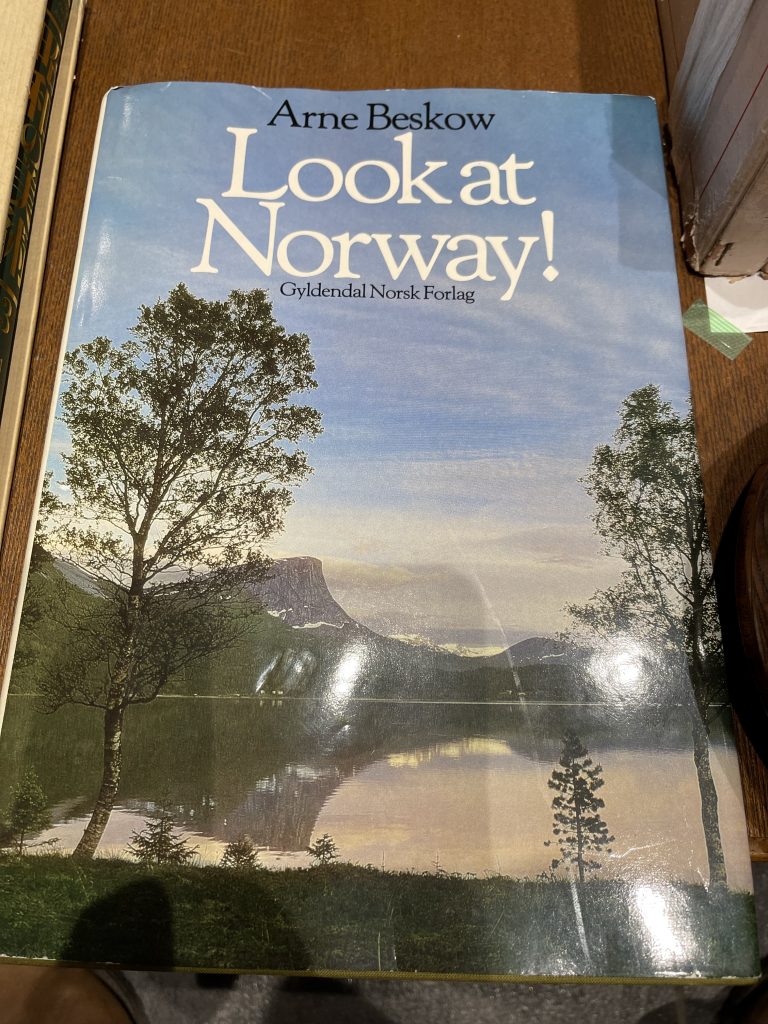 Arne Beskow
Look at
Norway!
Gyldendal Norsk Forlag